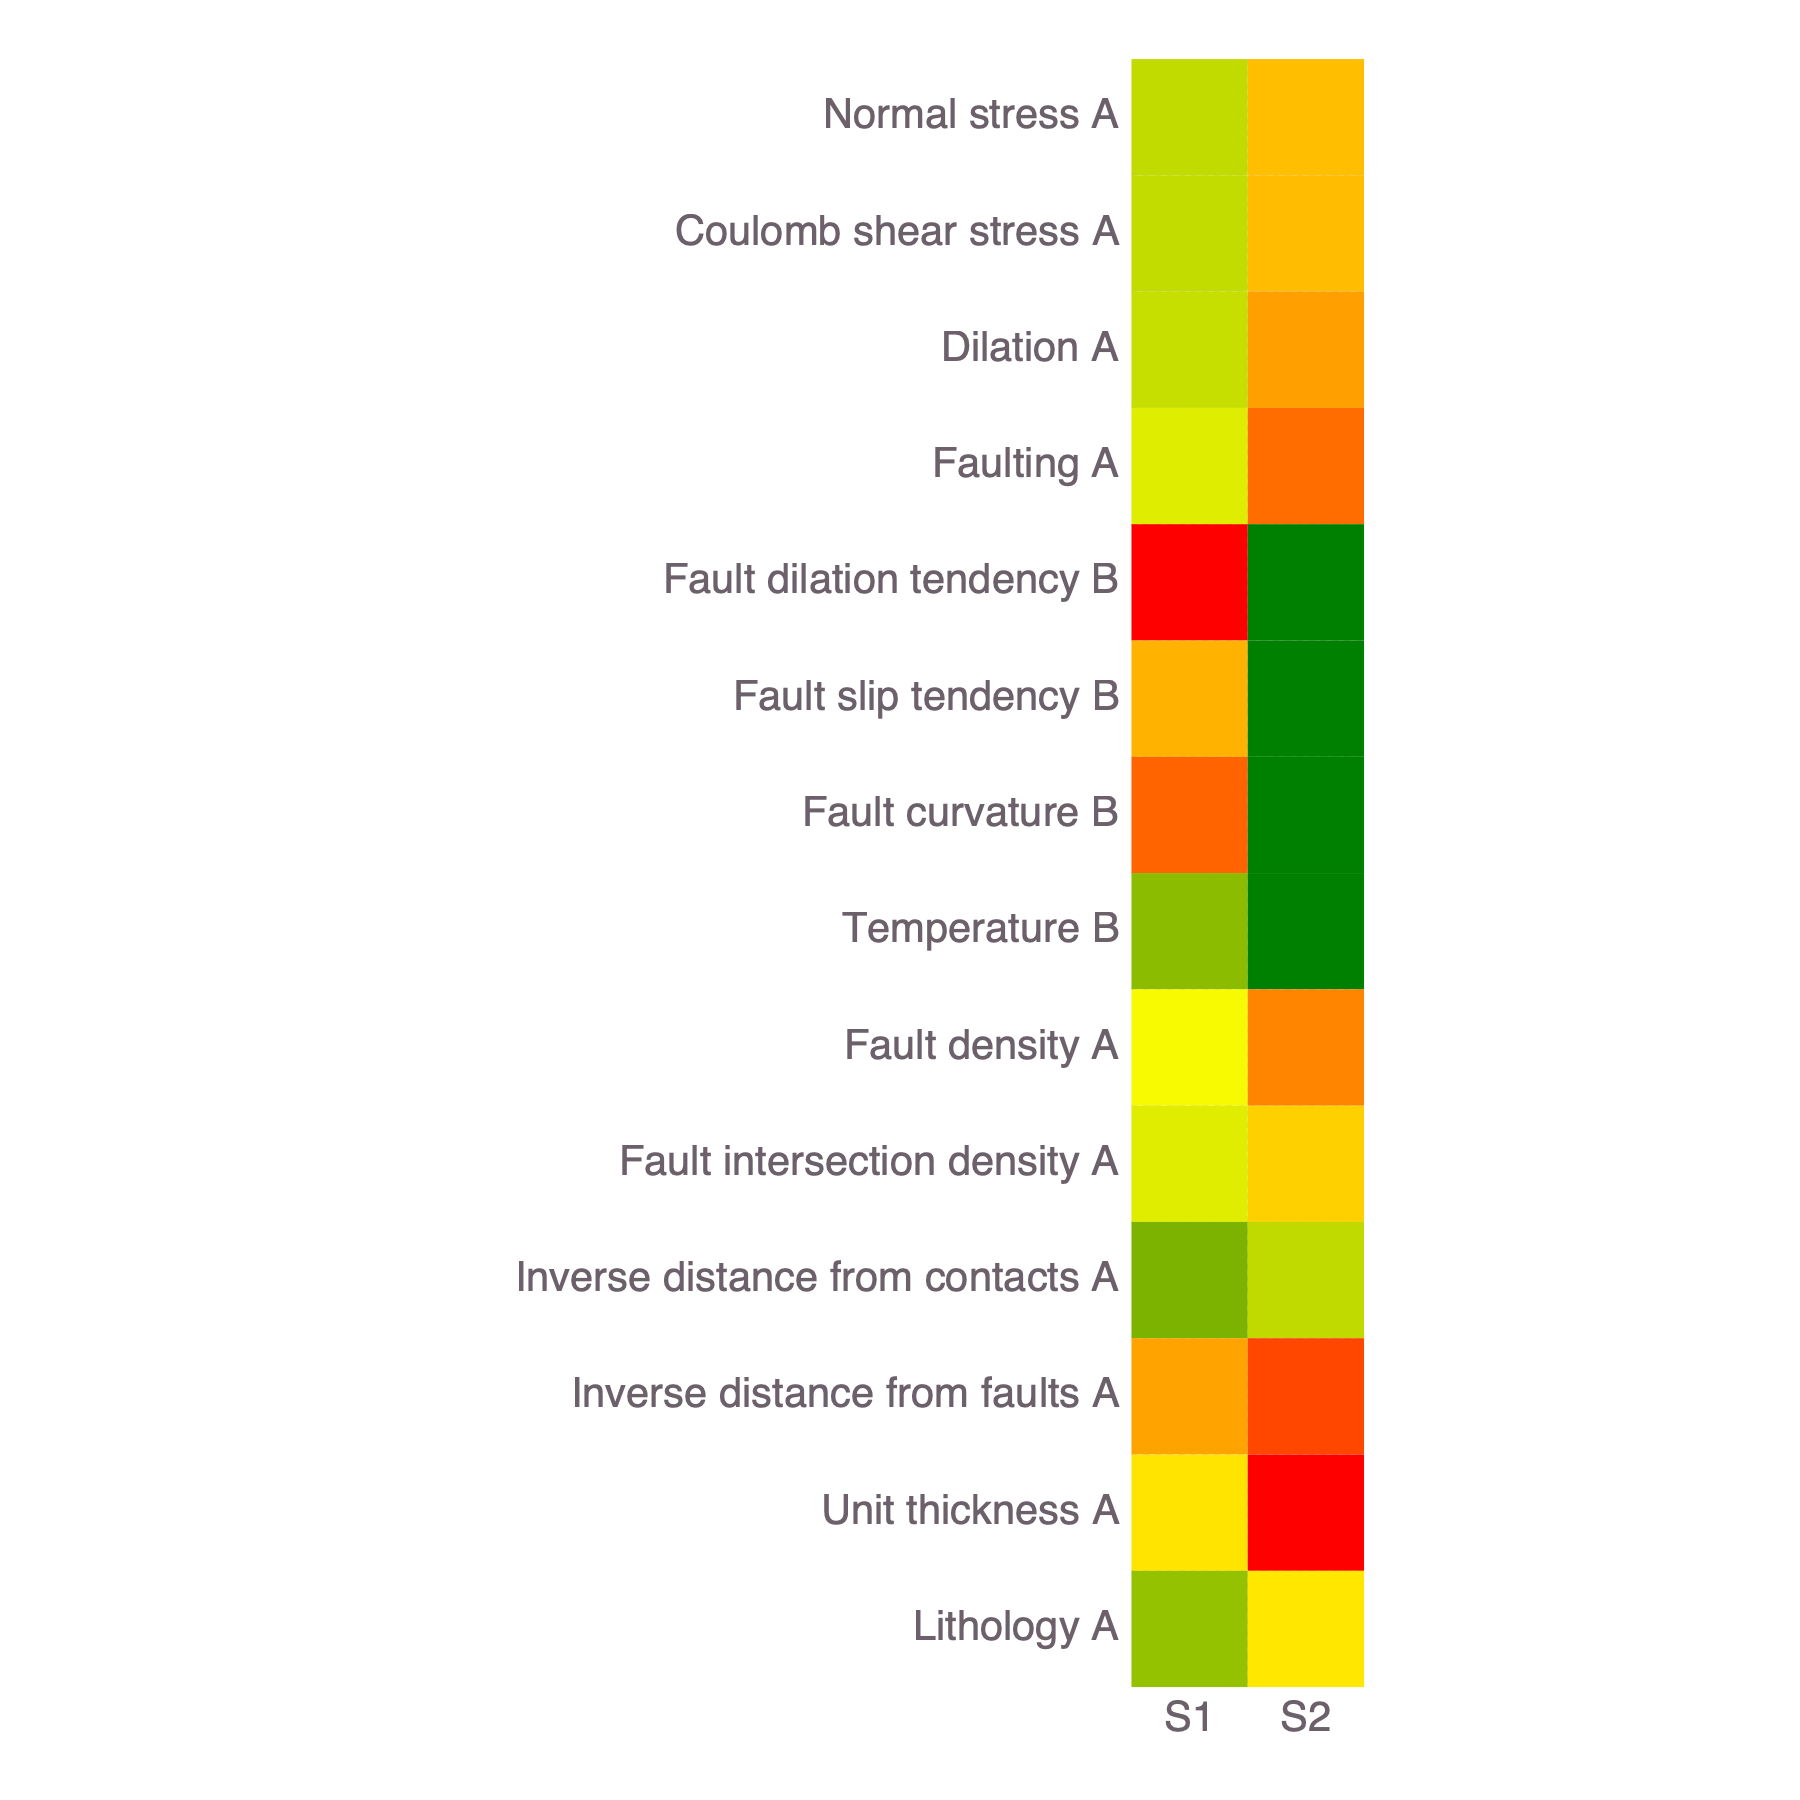 Normal stress A
Coulomb shear stress A
Dilation A
Faulting A
Fault dilation tendency B
Fault slip tendency B
Fault curvature B
Temperature B
Fault density A
Fault intersection density A
Inverse distance from contacts A
Inverse distance from faults A
Unit thickness A
Lithology A
S1 S2